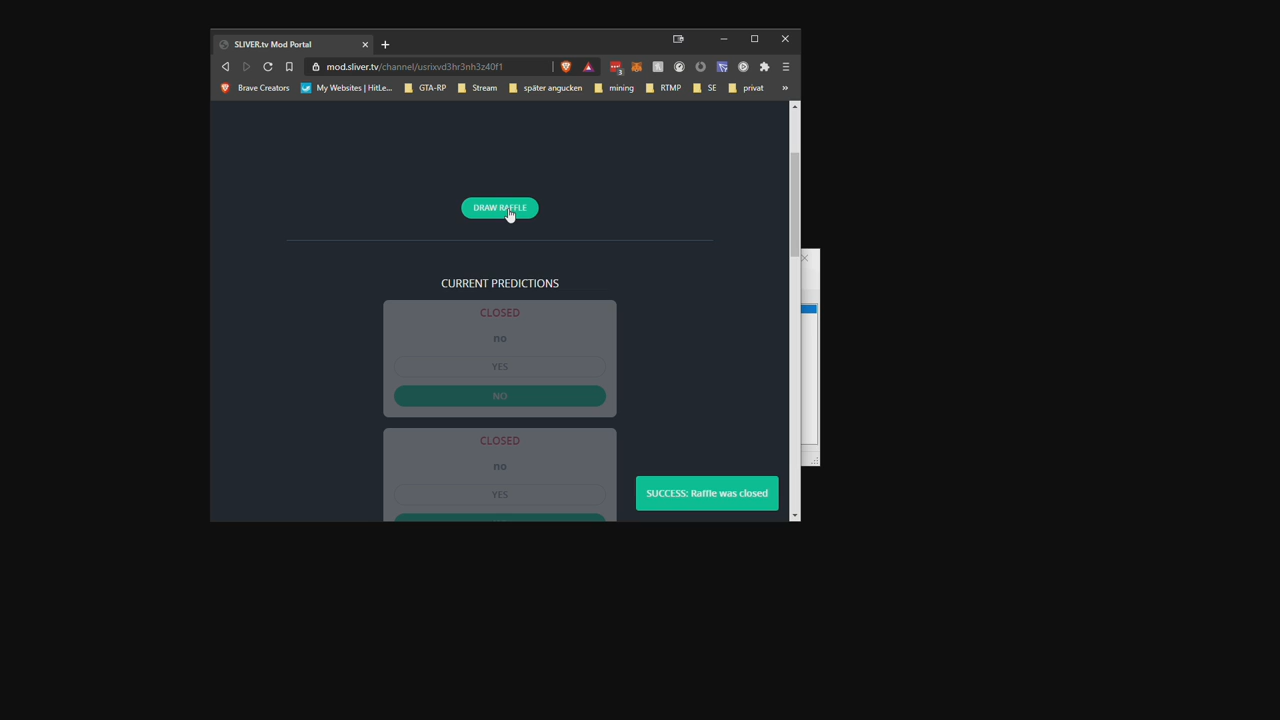 SLIVER.tv Mod Portal
mod.sliver.tv/channel/usrixvd3hr3nh3z40f1
3
Brave Creators My Websites | HitLe... GTA-RP Stream später angucken mining RTMP SE privat »
DRAW RAFFLE
CURRENT PREDICTIONS
CLOSED
no
YES
NO
CLOSED
no
YES
SUCCESS: Raffle was closed